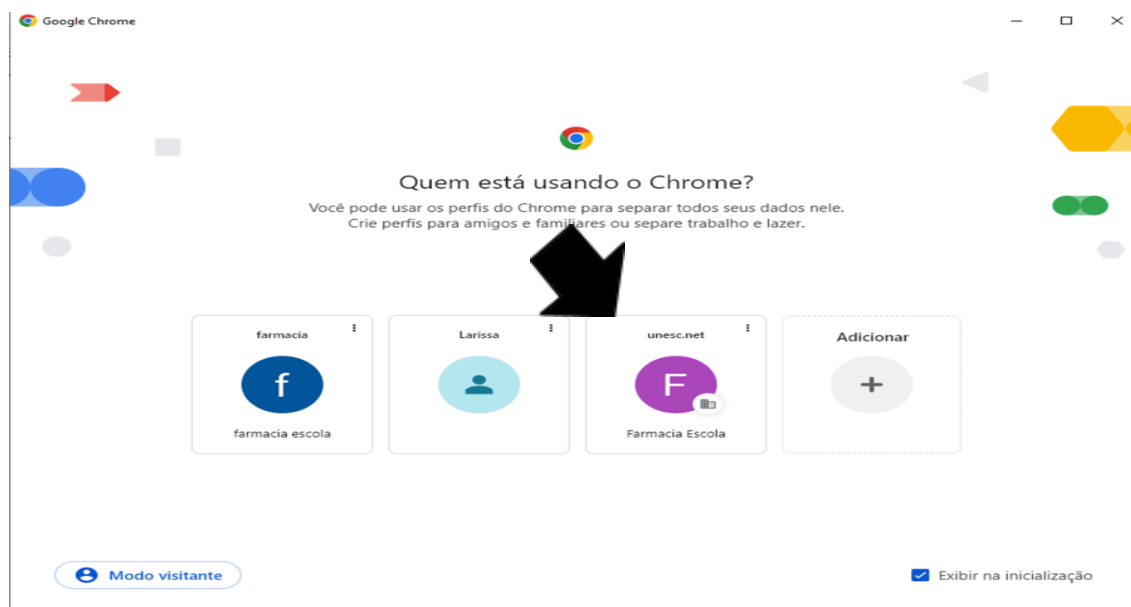 Google Chrome
Quem está usando o Chrome?
Você pode usar os perfis do Chrome para separar todos seus dados nele.
Crie perfis para amigos e familiares ou separe trabalho e lazer.
farmacia
f
farmacia escola
Larissa
unesc.net
F
Farmacia Escola
Adicionar
Modo visitante
Exibir na inicialização